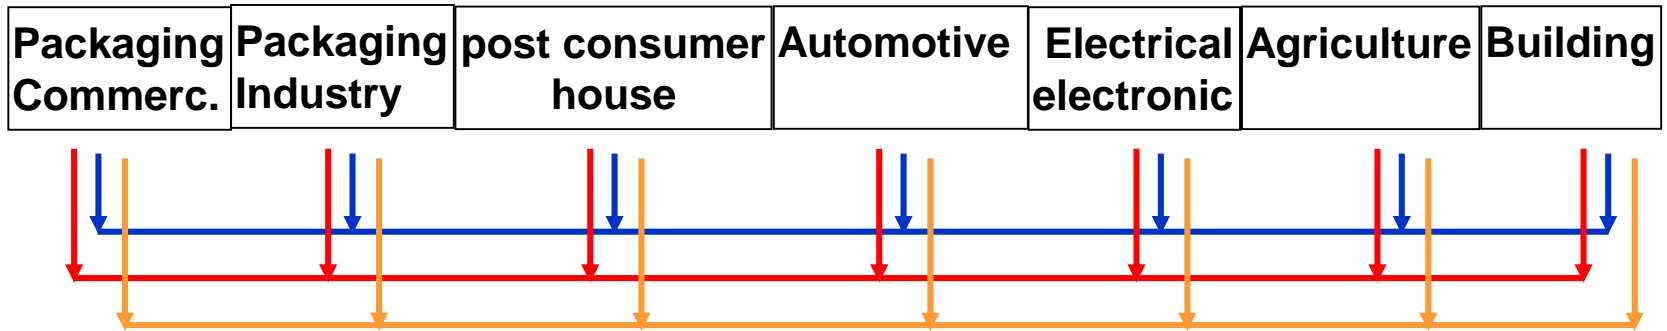 Packaging
Commerc.
Packaging
Industry
post consumer
house
Automotive
Electrical
electronic
Agriculture
Building